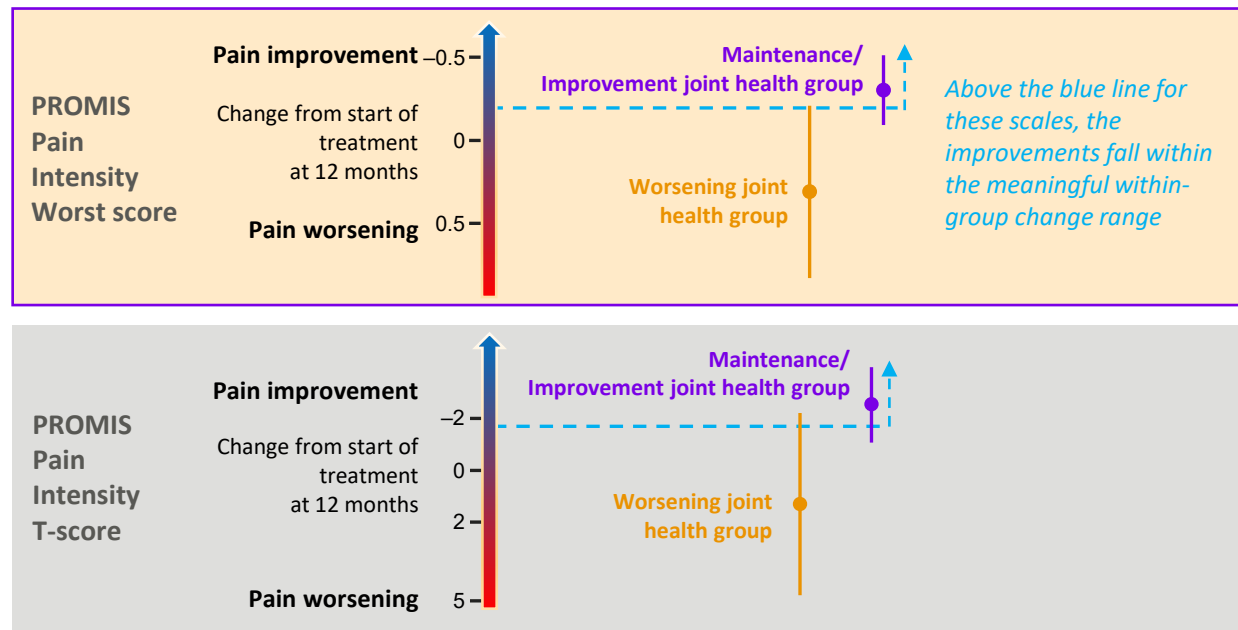 PROMIS
Pain
Intensity
Worst score
Pain improvement
Change from start of
treatment
at 12 months
Pain worsening
–0.5
0
0.5
Maintenance/
Improvement joint health group
Worsening joint
health group
Above the blue line for
these scales, the
improvements fall within
the meaningful within-
group change range
PROMIS
Pain
Intensity
T-score
Pain improvement
Change from start of
treatment
at 12 months
Pain worsening
–2
0
2
5
Maintenance/
Improvement joint health group
Worsening joint
health group